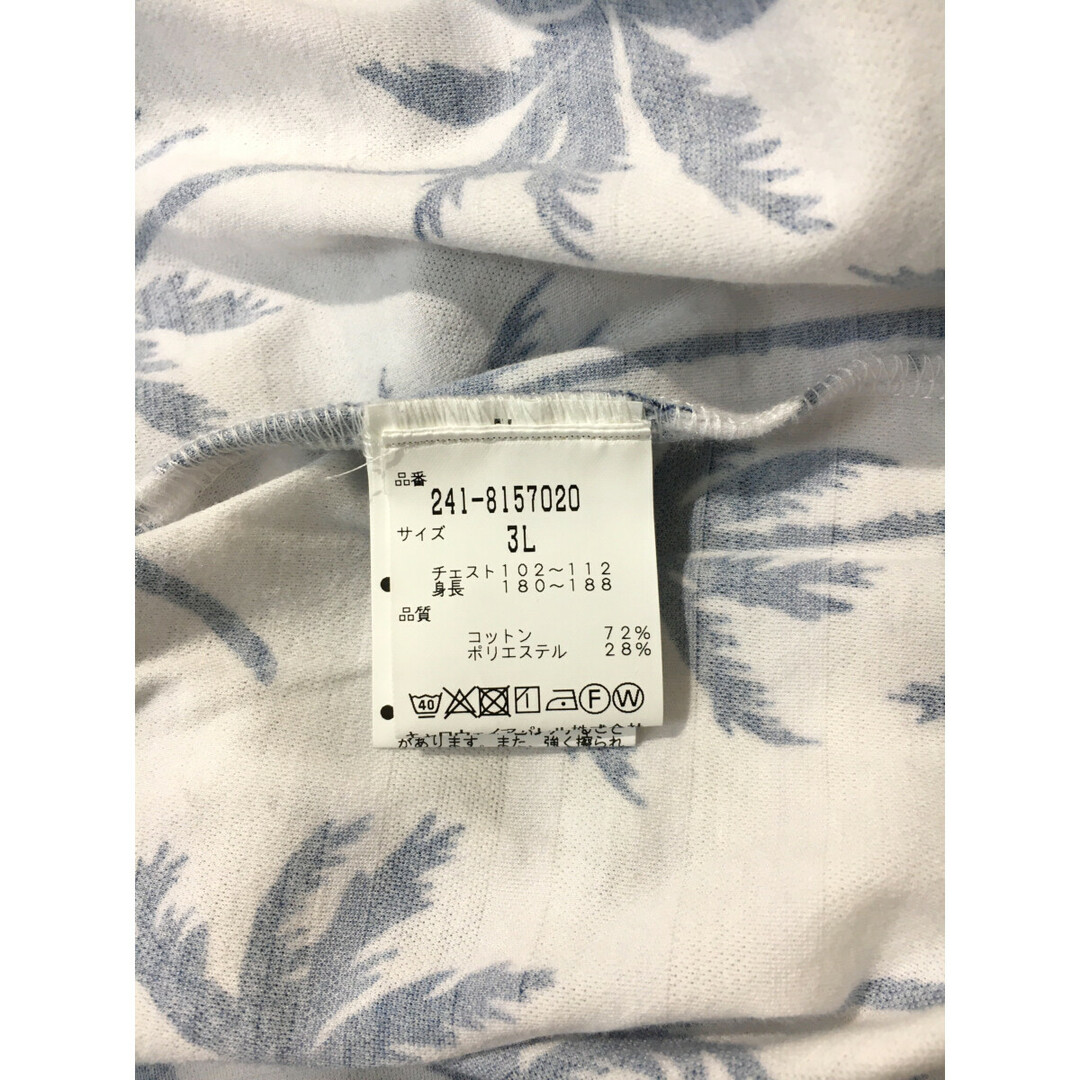 品番
241-8157020
サイズ
3L
チェスト102~112
身長 180~188
品質
コットン 72%
ポリエステル 28%
40 F W
があります。また、強く擦られ